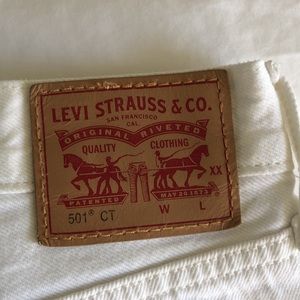 LEVI STRAUSS & CO.
SAN FRANCISCO
CAL.
ORIGINAL RIVETED
QUALITY CLOTHING
XX
PATENTED MAY 20 1873
501® CT W L